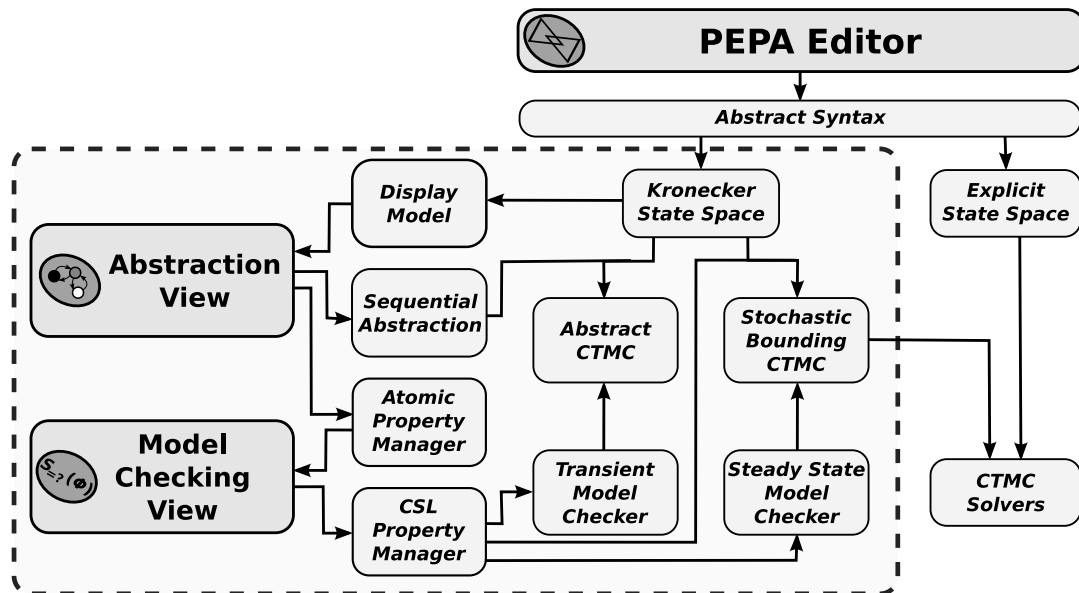 PEPA Editor
Abstract Syntax
Display
Model
Kronecker
State Space
Explicit
State Space
Abstraction
View
Sequential
Abstraction
Abstract
CTMC
Stochastic
Bounding
CTMC
Atomic
Property
Manager
Model
Checking
View
S=?(Φ)
CSL
Property
Manager
Transient
Model
Checker
Steady State
Model
Checker
CTMC
Solvers